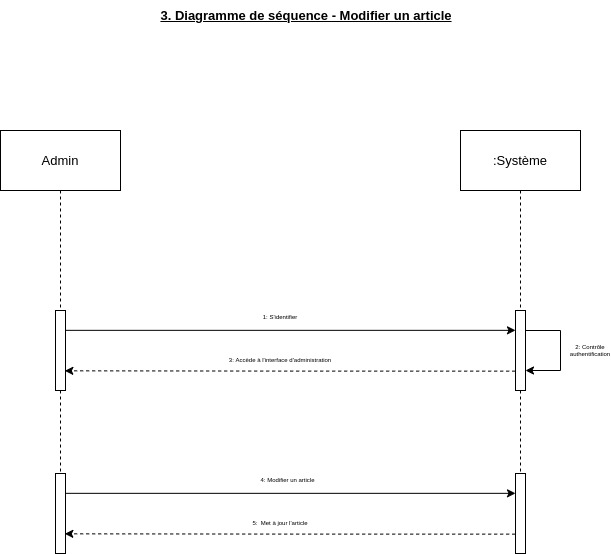 3. Diagramme de séquence - Modifier un article
Admin
:Système
1: S'identifier
2: Contrôle
authentification
3: Accède à l'interface d'administration
4: Modifier un article
5: Met à jour l'article